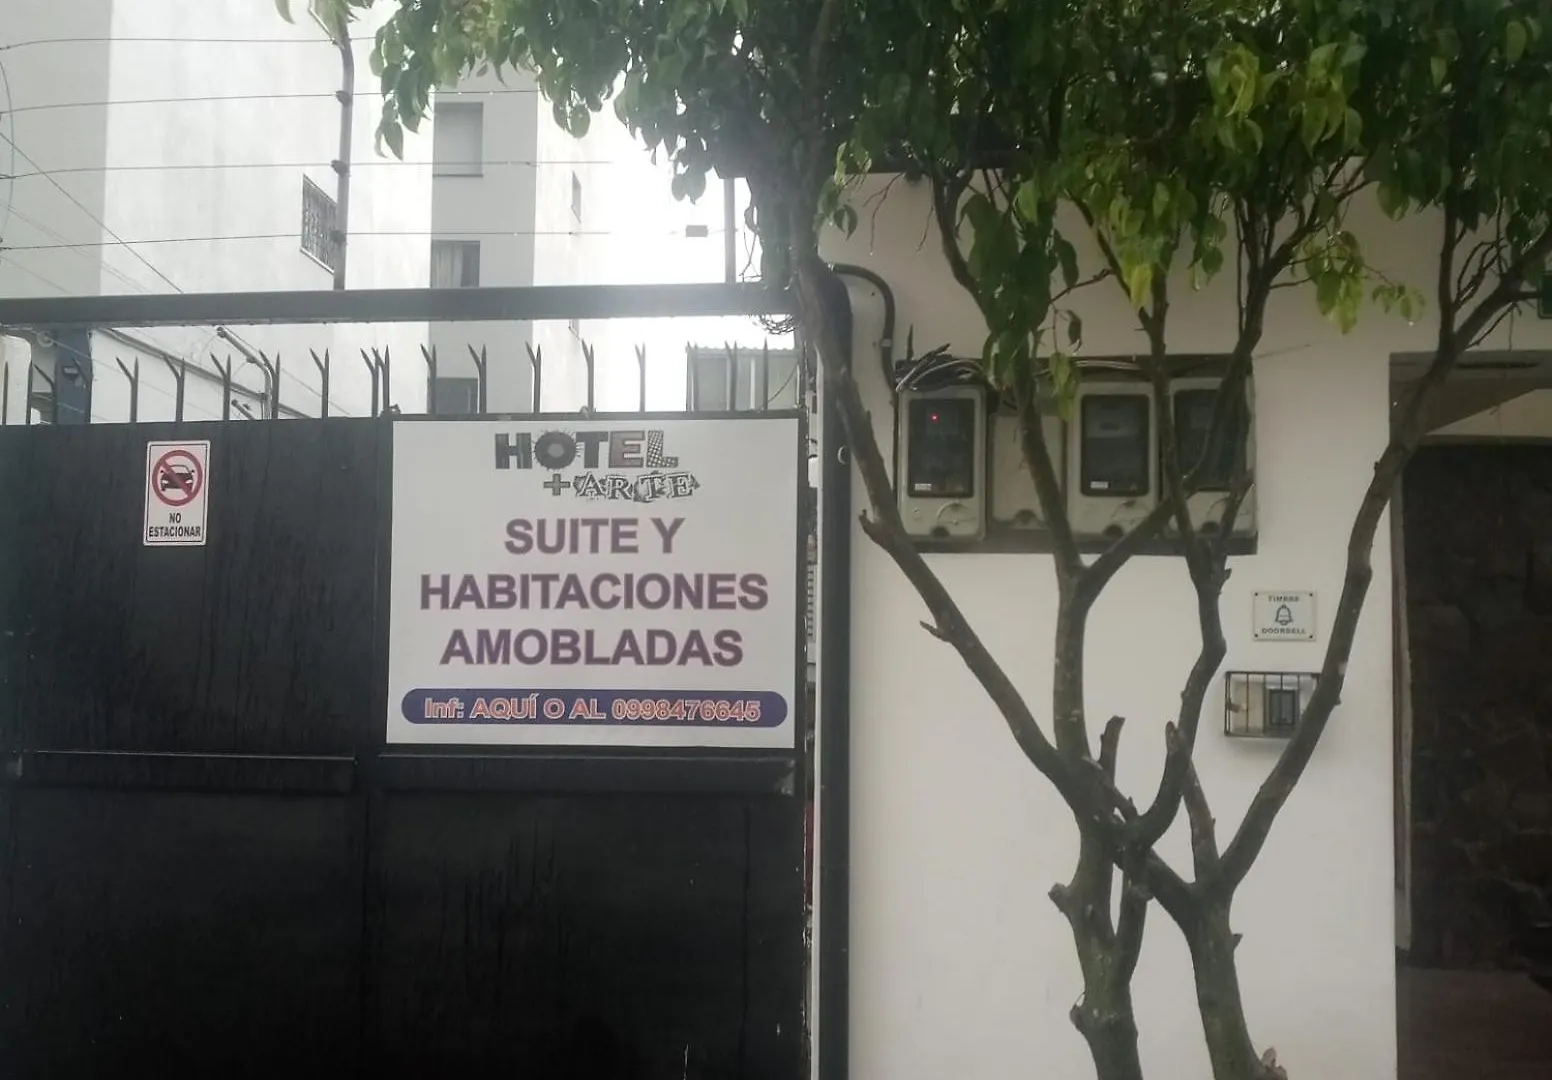 HOTEL
+ ARTE
SUITE Y
HABITACIONES
AMOBLADAS
Inf: AQUÍ O AL 0998476645
NO
ESTACIONAR
TIMBRE
DOORBELL